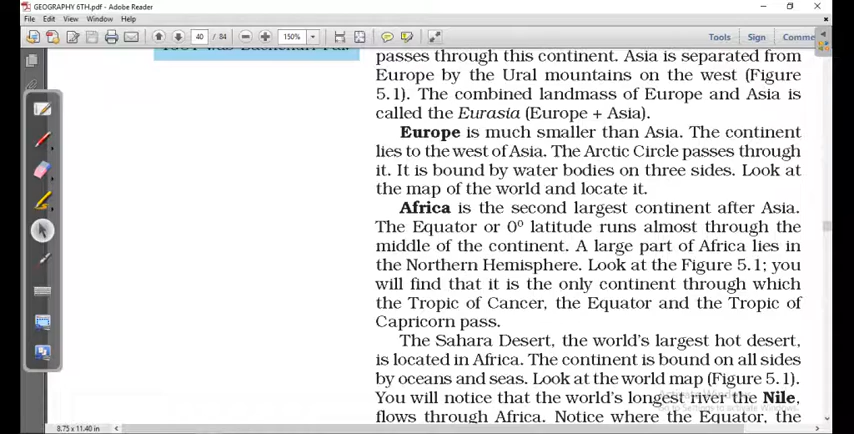 GEOGRAPHY 6TH.pdf - Adobe Reader
File Edit View Window Help
40 / 84 150% Tools Sign Comme
passes through this continent. Asia is separated from
Europe by the Ural mountains on the west (Figure
5.1). The combined landmass of Europe and Asia is
called the Eurasia (Europe + Asia).
Europe is much smaller than Asia. The continent
lies to the west of Asia. The Arctic Circle passes through
it. It is bound by water bodies on three sides. Look at
the map of the world and locate it.
Africa is the second largest continent after Asia.
The Equator or 0⁰ latitude runs almost through the
middle of the continent. A large part of Africa lies in
the Northern Hemisphere. Look at the Figure 5.1; you
will find that it is the only continent through which
the Tropic of Cancer, the Equator and the Tropic of
Capricorn pass.
The Sahara Desert, the world's largest hot desert,
is located in Africa. The continent is bound on all sides
by oceans and seas. Look at the world map (Figure 5.1).
You will notice that the world's longest river the Nile,
flows through Africa. Notice where the Equator, the
8.75 x 11.40 in